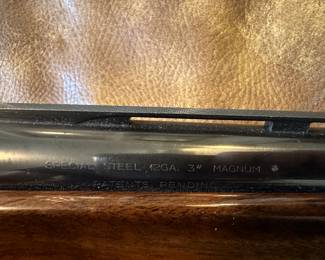 SPECIAL STEEL 12GA. 3" MAGNUM
PATENTS PENDING